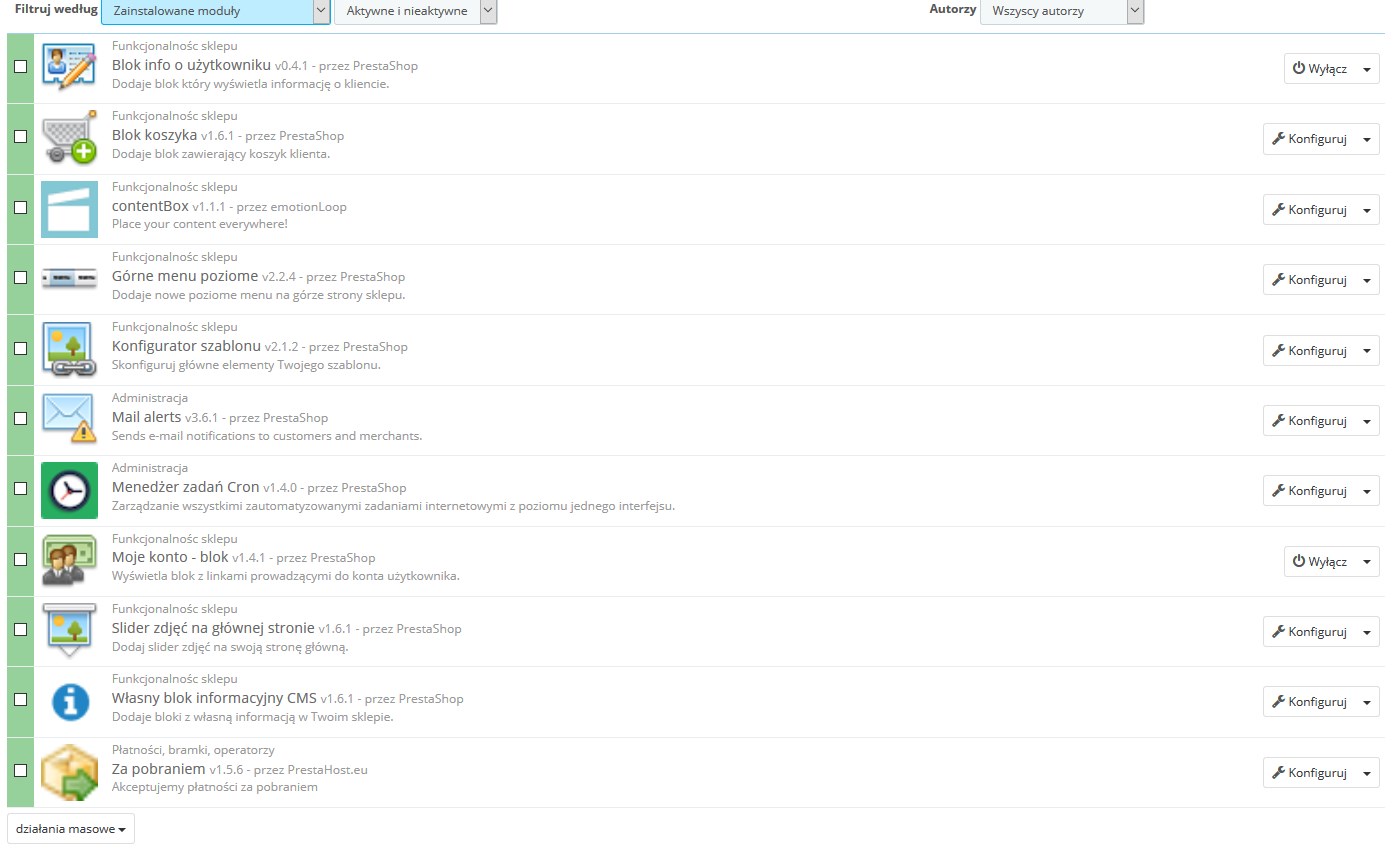 Filtruj według Zainstalowane moduły Aktywne i nieaktywne Autorzy Wszyscy autorzy
Funkcjonalnośc sklepu
Blok info o użytkowniku v0.4.1 - przez PrestaShop
Wyłącz
Dodaje blok który wyświetla informację o kliencie.
Funkcjonalnośc sklepu
Blok koszyka v1.6.1 - przez PrestaShop
Konfiguruj
Dodaje blok zawierający koszyk klienta.
Funkcjonalnośc sklepu
contentBox v1.1.1 - przez emotionLoop
Konfiguruj
Place your content everywhere!
Funkcjonalnośc sklepu
Górne menu poziome v2.2.4 - przez PrestaShop
Konfiguruj
Dodaje nowe poziome menu na górze strony sklepu.
Funkcjonalnośc sklepu
Konfigurator szablonu v2.1.2 - przez PrestaShop
Konfiguruj
Skonfiguruj główne elementy Twojego szablonu.
Administracja
Mail alerts v3.6.1 - przez PrestaShop
Konfiguruj
Sends e-mail notifications to customers and merchants.
Administracja
Menedżer zadań Cron v1.4.0 - przez PrestaShop
Konfiguruj
Zarządzanie wszystkimi zautomatyzowanymi zadaniami internetowymi z poziomu jednego interfejsu.
Funkcjonalnośc sklepu
Moje konto - blok v1.4.1 - przez PrestaShop
Wyłącz
Wyświetla blok z linkami prowadzącymi do konta użytkownika.
Funkcjonalnośc sklepu
Slider zdjęć na głównej stronie v1.6.1 - przez PrestaShop
Konfiguruj
Dodaj slider zdjęć na swoją stronę główną.
Funkcjonalnośc sklepu
Własny blok informacyjny CMS v1.6.1 - przez PrestaShop
Konfiguruj
Dodaje bloki z własną informacją w Twoim sklepie.
Płatności, bramki, operatorzy
Za pobraniem v1.5.6 - przez PrestaHost.eu
Konfiguruj
Akceptujemy płatności za pobraniem
działania masowe